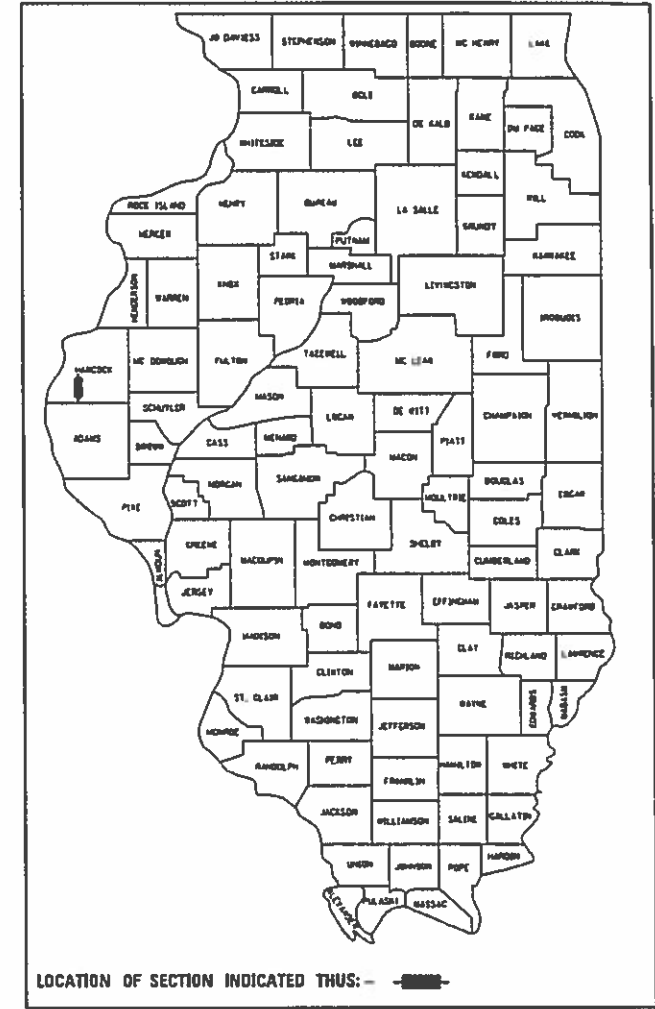 JO DAVIESS STEPHENSON WINNEBAGO BOONE MC HENRY LAKE
CARROLL OGLE DE KALB KANE DU PAGE COOK
WHITESIDE LEE KENDALL WILL
ROCK ISLAND HENRY BUREAU LA SALLE GRUNDY
MERCER PUTNAM KANKAKEE
HENDERSON WARREN KNOX STARK MARSHALL LIVINGSTON
PEORIA WOODFORD IROQUOIS
HANCOCK MC DONOUGH FULTON TAZEWELL MC LEAN FORD
SCHUYLER MASON LOGAN DE WITT CHAMPAIGN VERMILION
ADAMS BROWN CASS MENARD MACON PIATT
PIKE SCOTT MORGAN SANGAMON CHRISTIAN MOULTRIE DOUGLAS EDGAR
COLES
CALHOUN GREENE MACOUPIN MONTGOMERY SHELBY CUMBERLAND CLARK
JERSEY FAYETTE EFFINGHAM JASPER CRAWFORD
MADISON BOND CLAY RICHLAND LAWRENCE
CLINTON MARION
ST. CLAIR WASHINGTON JEFFERSON WAYNE EDWARDS WABASH
MONROE
RANDOLPH PERRY FRANKLIN HAMILTON WHITE
JACKSON WILLIAMSON SALINE GALLATIN
UNION JOHNSON POPE HARDIN
ALEXANDER PULASKI MASSAC
LOCATION OF SECTION INDICATED THUS: -